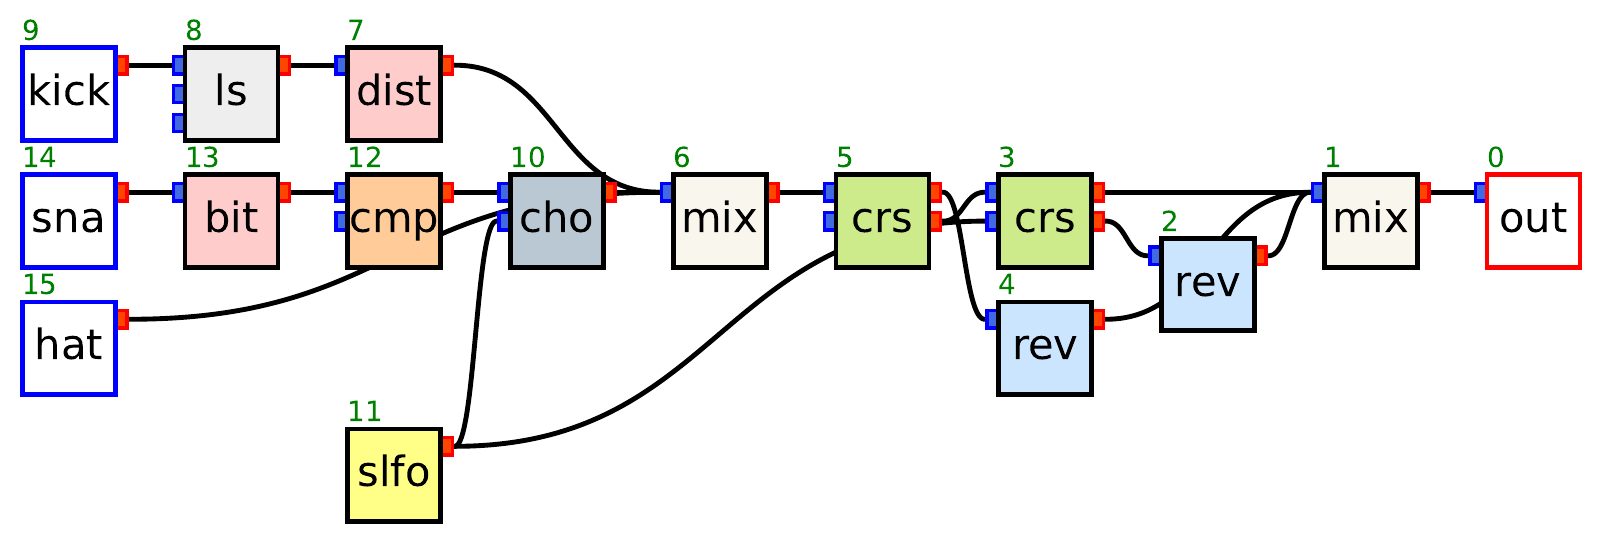 9 8 7
kick ls dist
14 13 12 10 6 5 3 1 0
sna bit cmp cho mix crs crs mix out
2
rev
15 4
hat rev
11
slfo